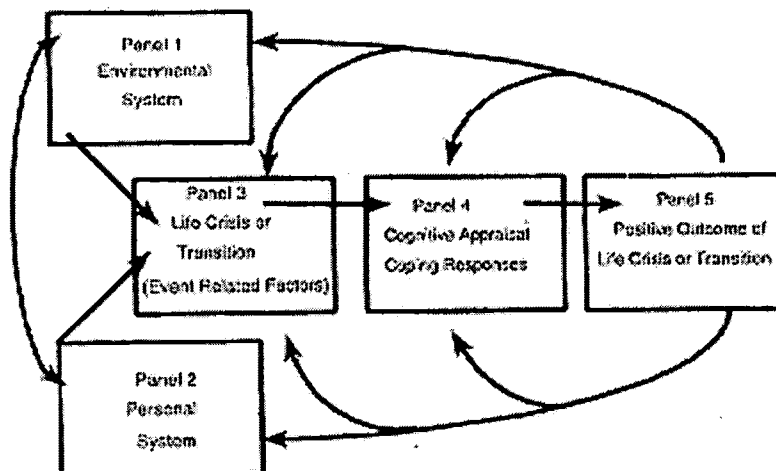 Panel 1
Environmental
System
Panel 3
Life Crisis or
Transition
(Event Related Factors)
Panel 4
Cognitive Appraisal
Coping Responses
Panel 5
Positive Outcome of
Life Crisis or Transition
Panel 2
Personal
System